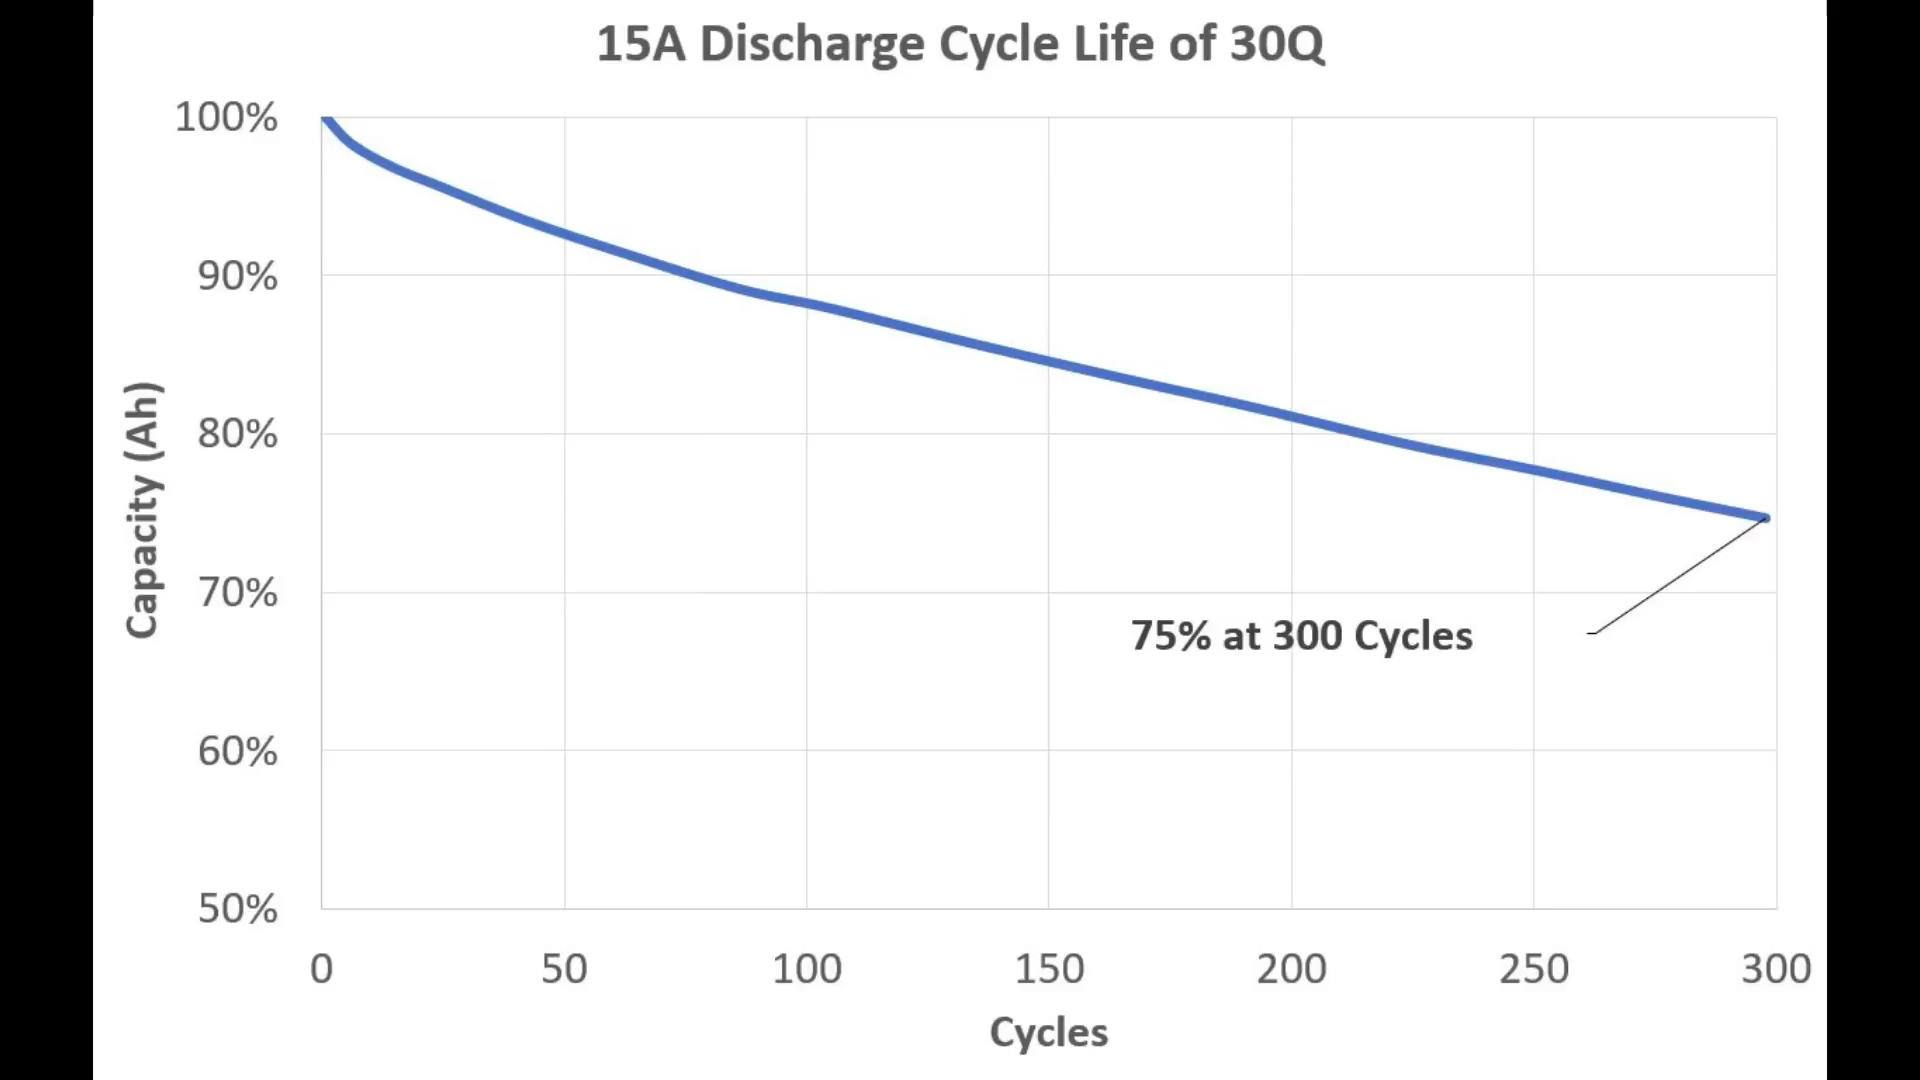 15A Discharge Cycle Life of 30Q
100%
90%
80%
70%
60%
50%
Capacity (Ah)
75% at 300 Cycles
0 50 100 150 200 250 300
Cycles